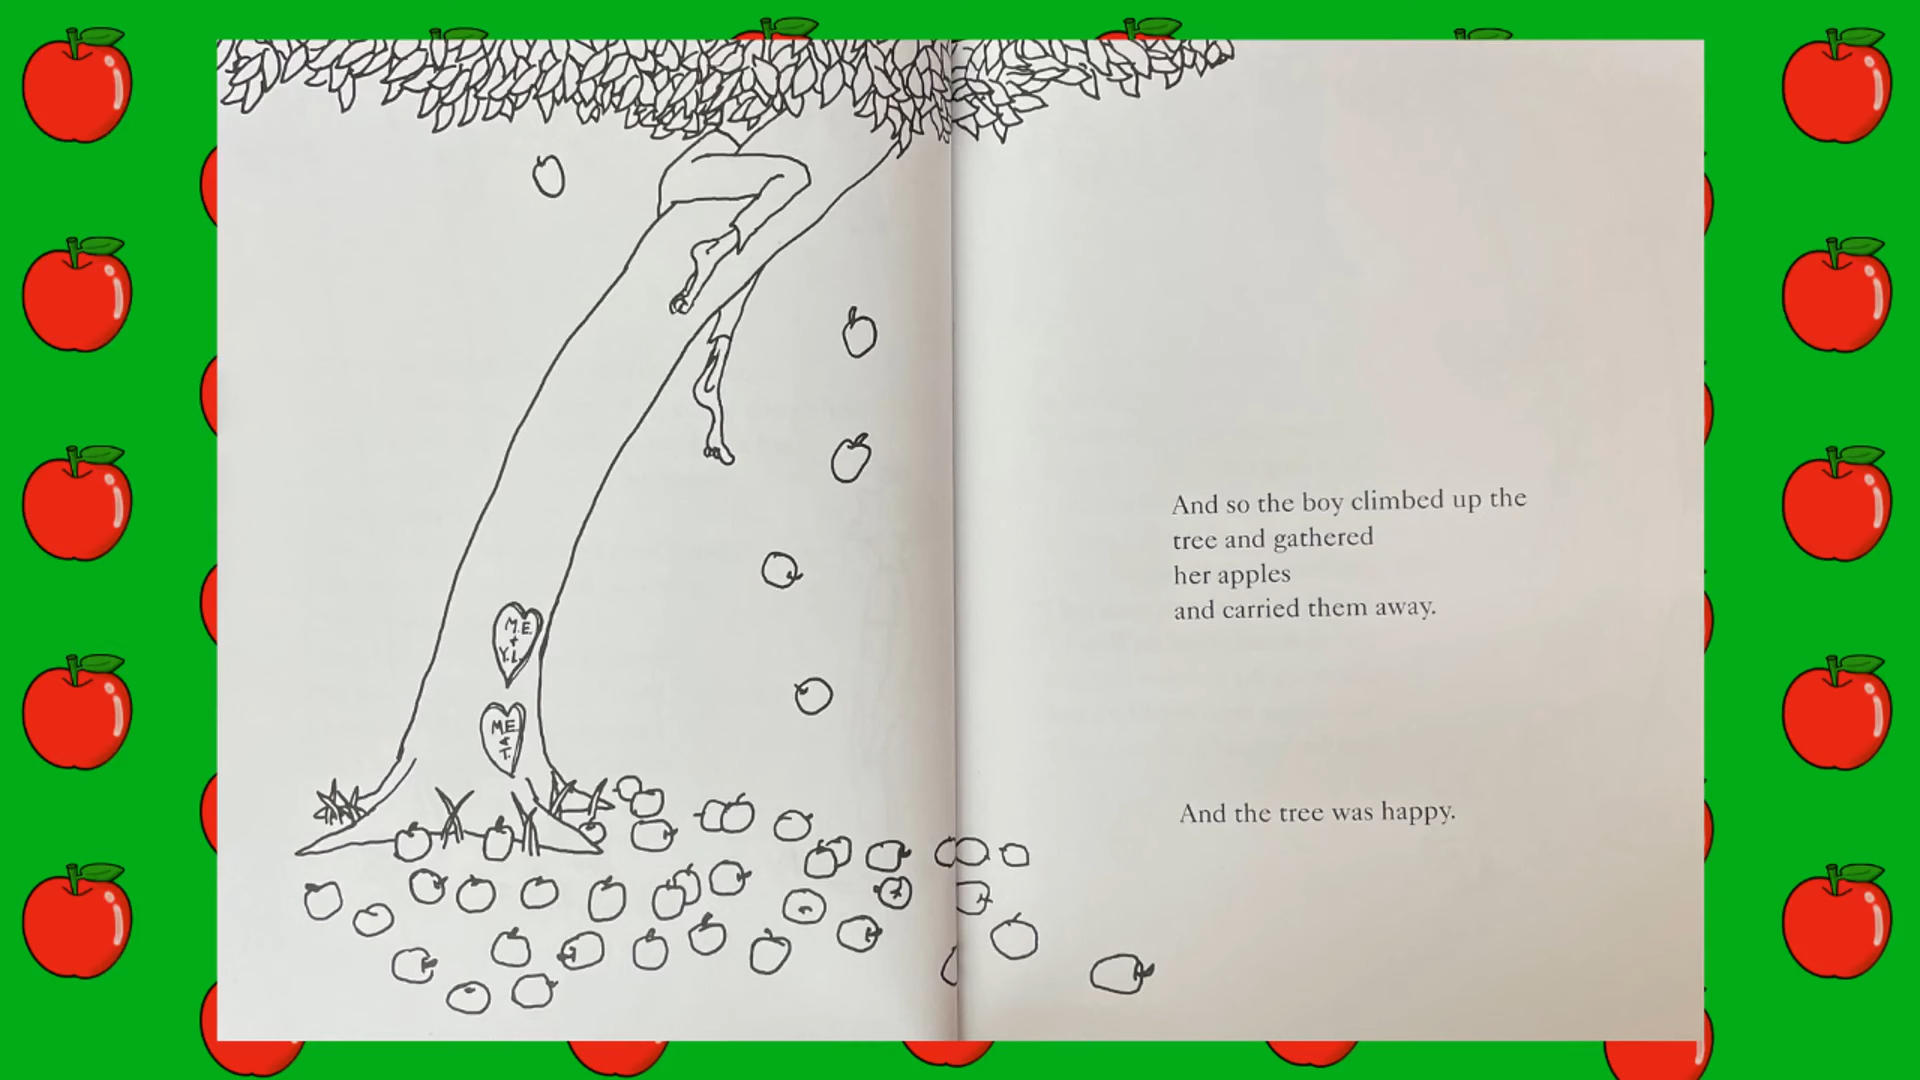 M.E.
+
Y.L.
M.E.
+
T.
And so the boy climbed up the
tree and gathered
her apples
and carried them away.
And the tree was happy.